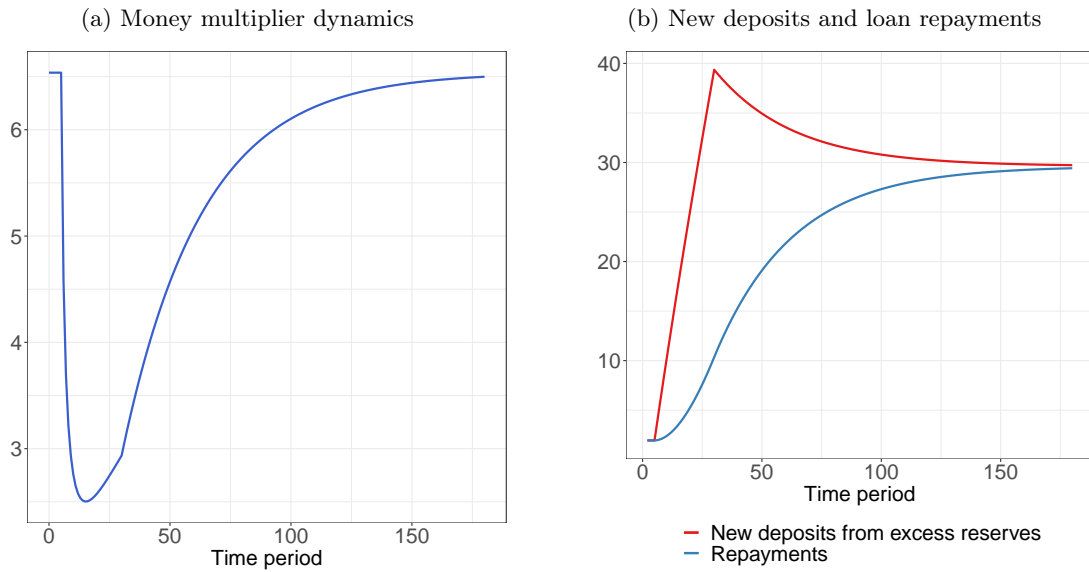 (a) Money multiplier dynamics
6
5
4
3
0 50 100 150
Time period
(b) New deposits and loan repayments
40
30
20
10
0 50 100 150
Time period
New deposits from excess reserves
Repayments